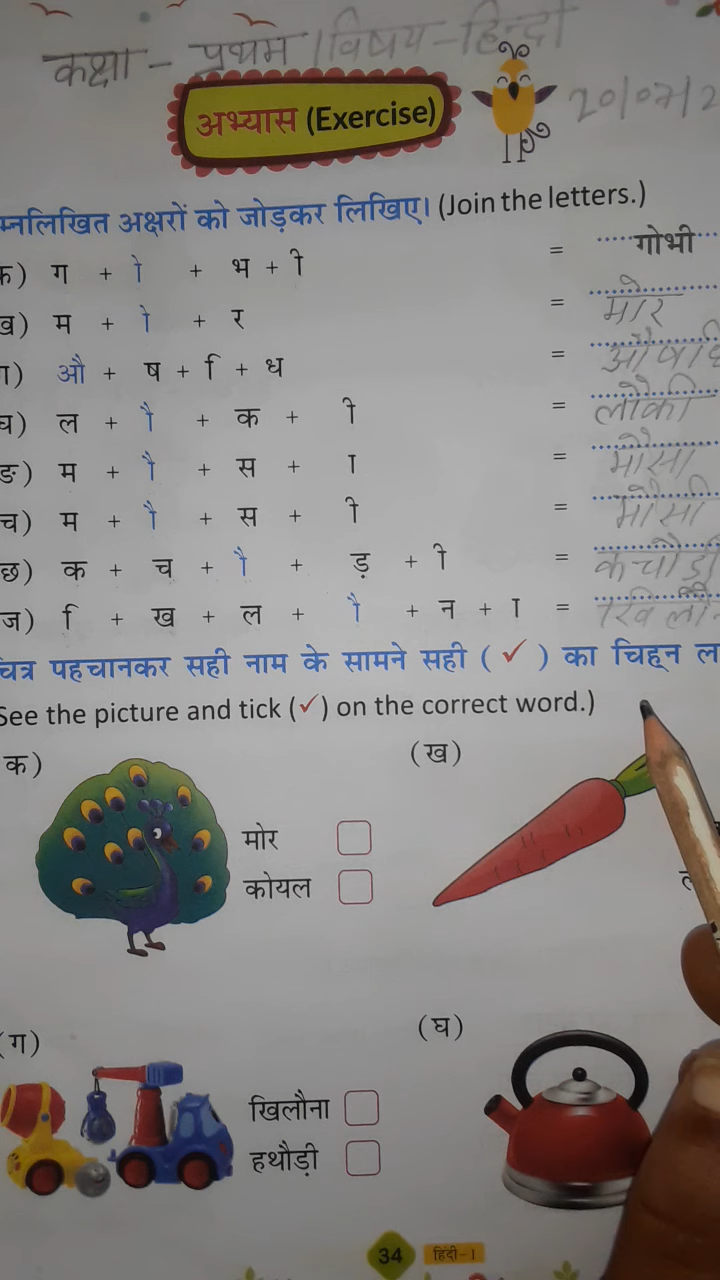 कक्षा - प्रथम | विषय - हिन्दी
अभ्यास (Exercise)
20/07/2
म्नलिखित अक्षरों को जोड़कर लिखिए। (Join the letters.)
क) ग + ो + भ + ी = गोभी
ख) म + ो + र = मोर
ग) औ + ष + ि + ध = औषधि
घ) ल + ौ + क + ी = लौकी
ङ) म + ौ + स + ा = मौसा
च) म + ौ + स + ी = मौसी
छ) क + च + ौ + ड़ + ी = कचौड़ी
ज) ि + ख + ल + ौ + न + ा = खिलौन
चित्र पहचानकर सही नाम के सामने सही ( ✓ ) का चिह्न ल
See the picture and tick (✓) on the correct word.)
क)
(ख)
मोर
कोयल
(ग)
(घ)
खिलौना
हथौड़ी
34 हिंदी-1